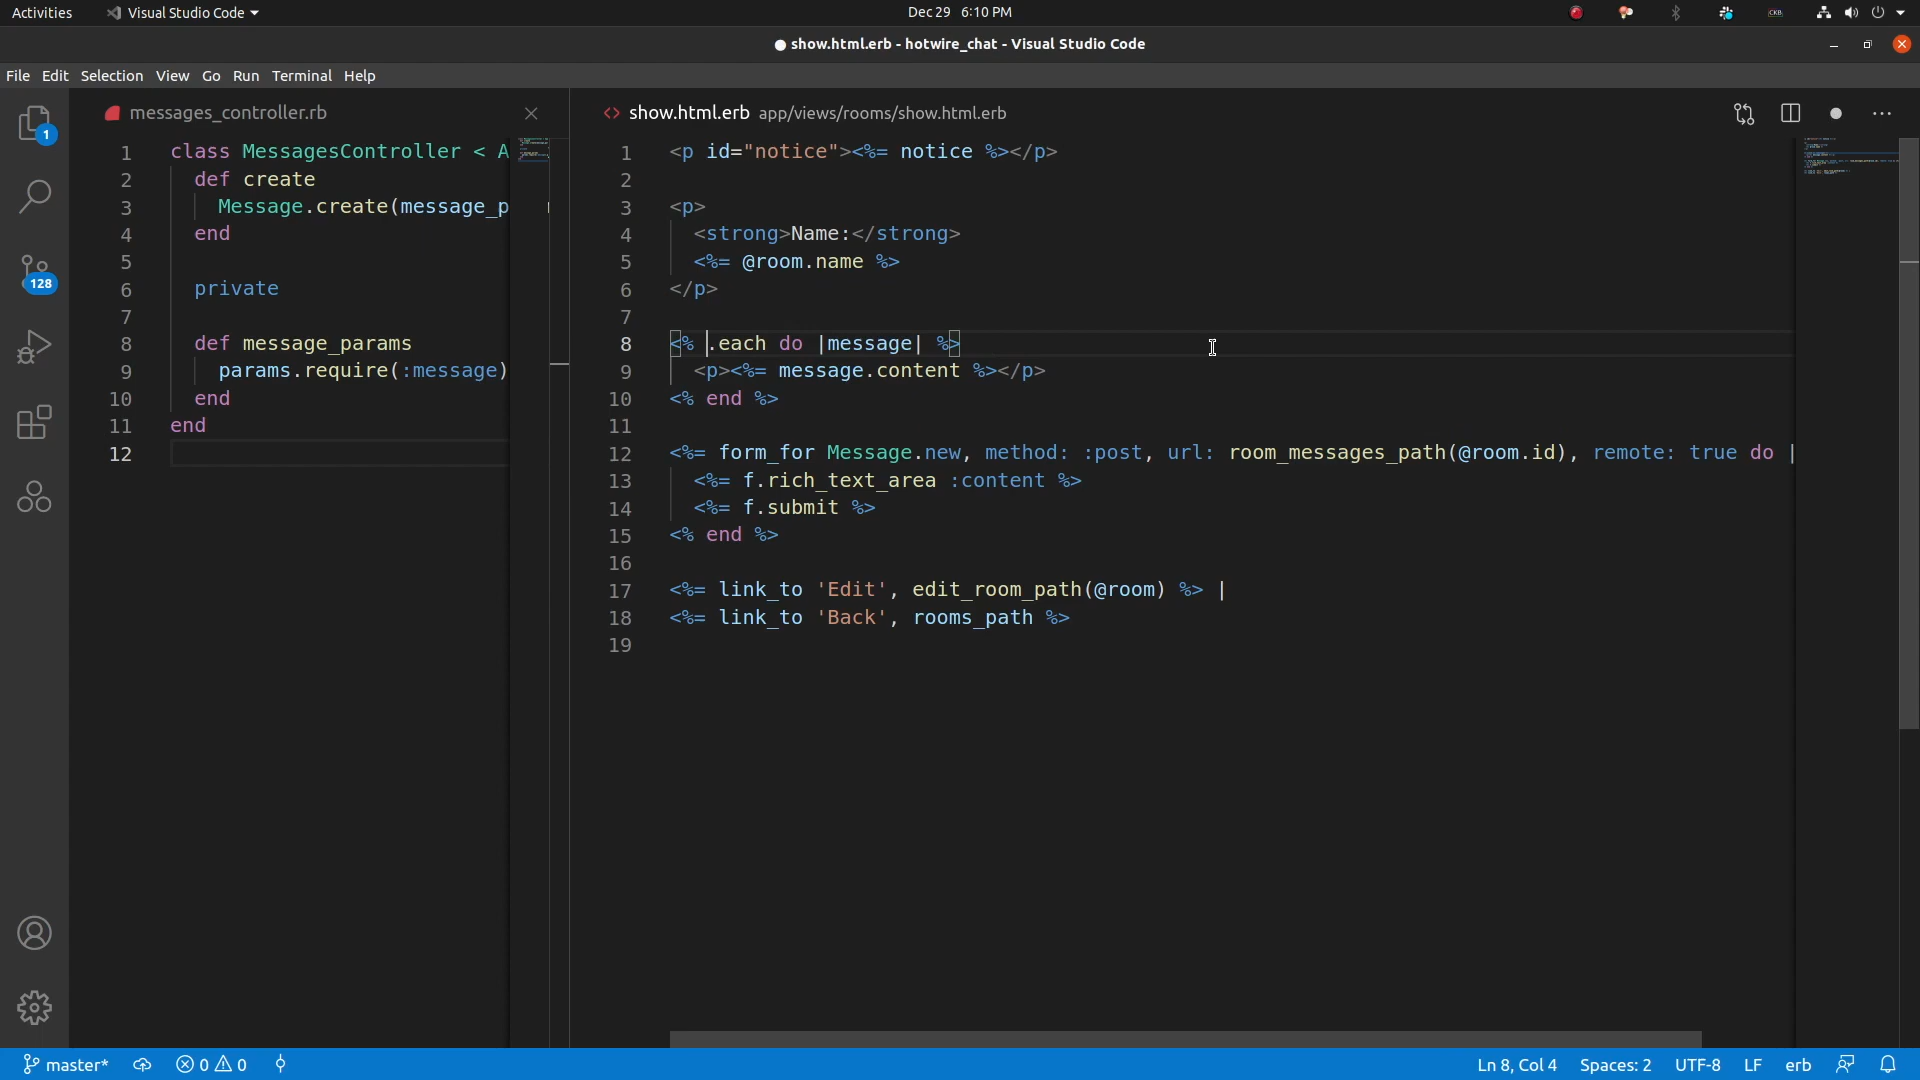 Activities Visual Studio Code Dec 29 6:10 PM CKB
● show.html.erb - hotwire_chat - Visual Studio Code
File Edit Selection View Go Run Terminal Help
messages_controller.rb
1 class MessagesController < A
2 def create
3 Message.create(message_p
4 end
5
6 private
7
8 def message_params
9 params.require(:message)
10 end
11 end
12
show.html.erb app/views/rooms/show.html.erb
1 <p id="notice"><%= notice %></p>
2
3 <p>
4 <strong>Name:</strong>
5 <%= @room.name %>
6 </p>
7
8 <% .each do |message| %>
9 <p><%= message.content %></p>
10 <% end %>
11
12 <%= form_for Message.new, method: :post, url: room_messages_path(@room.id), remote: true do |
13 <%= f.rich_text_area :content %>
14 <%= f.submit %>
15 <% end %>
16
17 <%= link_to 'Edit', edit_room_path(@room) %> |
18 <%= link_to 'Back', rooms_path %>
19
1
128
master* 0 0 Ln 8, Col 4 Spaces: 2 UTF-8 LF erb